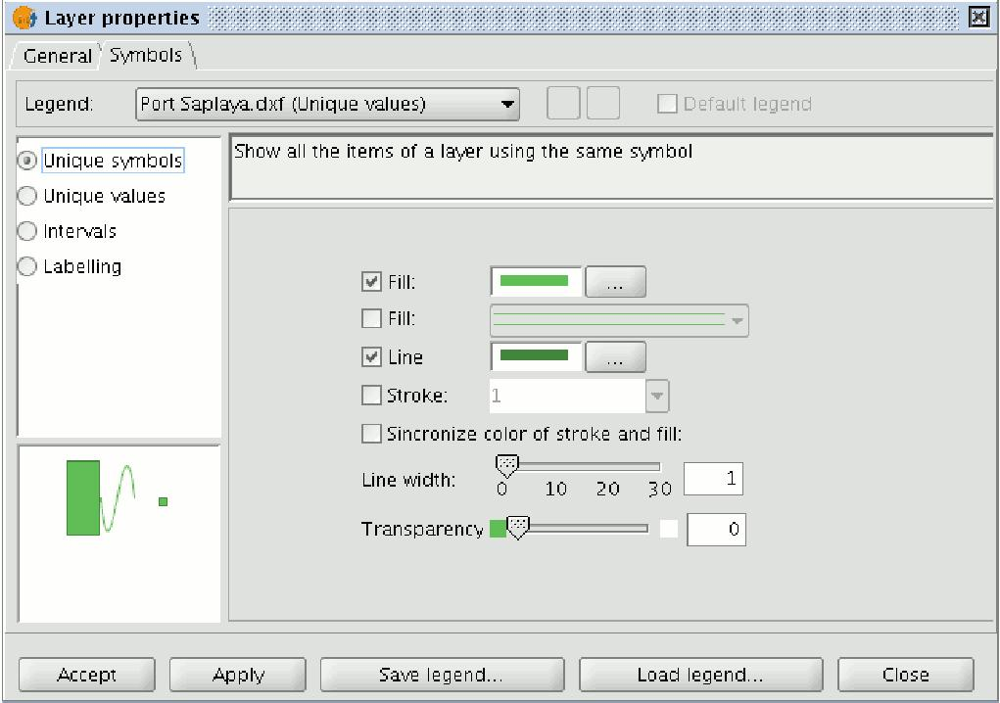 Layer properties
General Symbols
Legend: Port Saplaya.dxf (Unique values) Default legend
Unique symbols
Unique values
Intervals
Labelling
Show all the items of a layer using the same symbol
Fill: ...
Fill:
Line ...
Stroke: 1
Sincronize color of stroke and fill:
Line width: 0 10 20 30 1
Transparency 0
Accept Apply Save legend... Load legend... Close